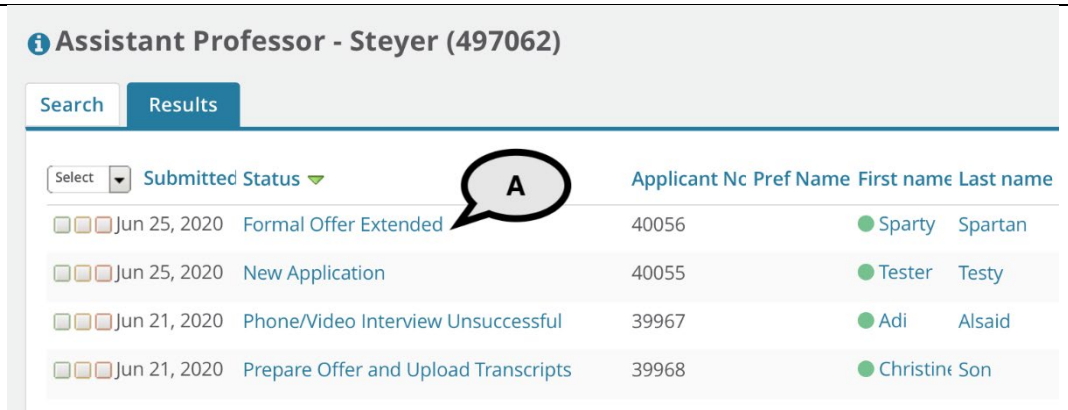 Assistant Professor - Steyer (497062)
Search Results
Select Submitted Status A Applicant Nc Pref Name First name Last name
Jun 25, 2020 Formal Offer Extended 40056 Sparty Spartan
Jun 25, 2020 New Application 40055 Tester Testy
Jun 21, 2020 Phone/Video Interview Unsuccessful 39967 Adi Alsaid
Jun 21, 2020 Prepare Offer and Upload Transcripts 39968 Christine Son